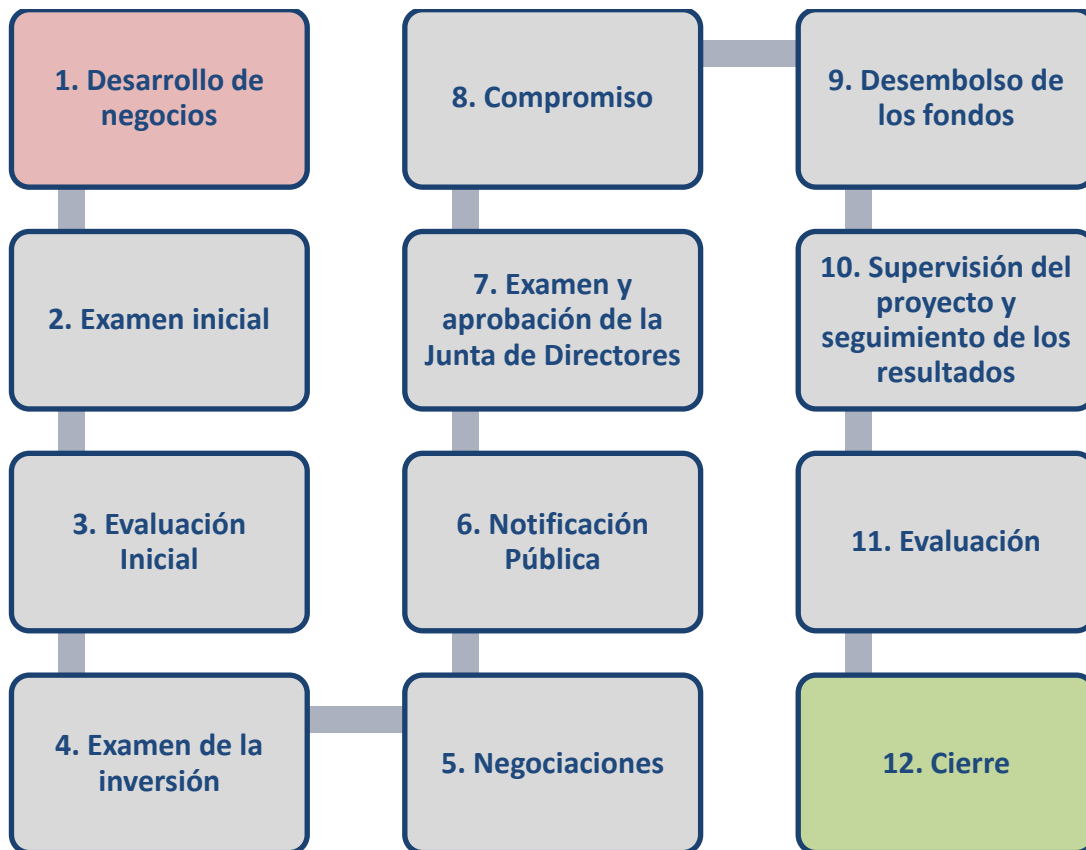 1. Desarrollo de
negocios
2. Examen inicial
3. Evaluación
Inicial
4. Examen de la
inversión
5. Negociaciones
6. Notificación
Pública
7. Examen y
aprobación de la
Junta de Directores
8. Compromiso
9. Desembolso de
los fondos
10. Supervisión del
proyecto y
seguimiento de los
resultados
11. Evaluación
12. Cierre